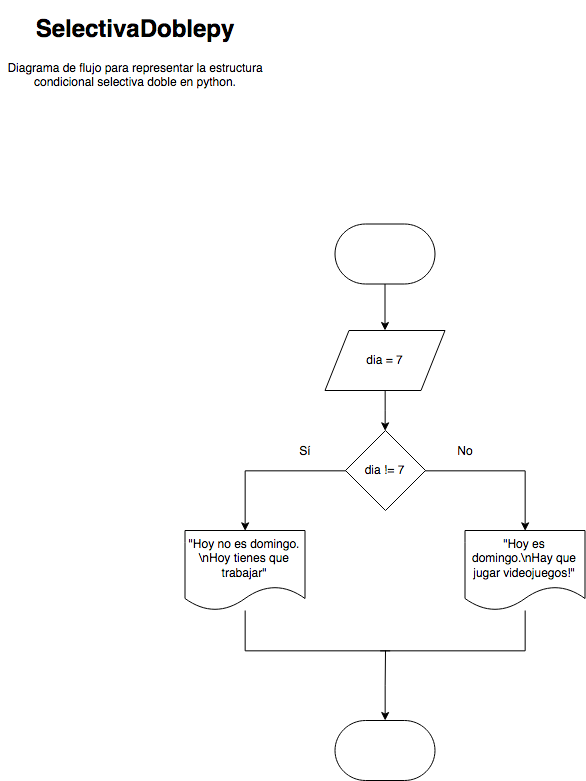 SelectivaDoblepy
Diagrama de flujo para representar la estructura
condicional selectiva doble en python.
dia = 7
Sí
No
dia != 7
"Hoy no es domingo.
\nHoy tienes que
trabajar"
"Hoy es
domingo.\nHay que
jugar videojuegos!"